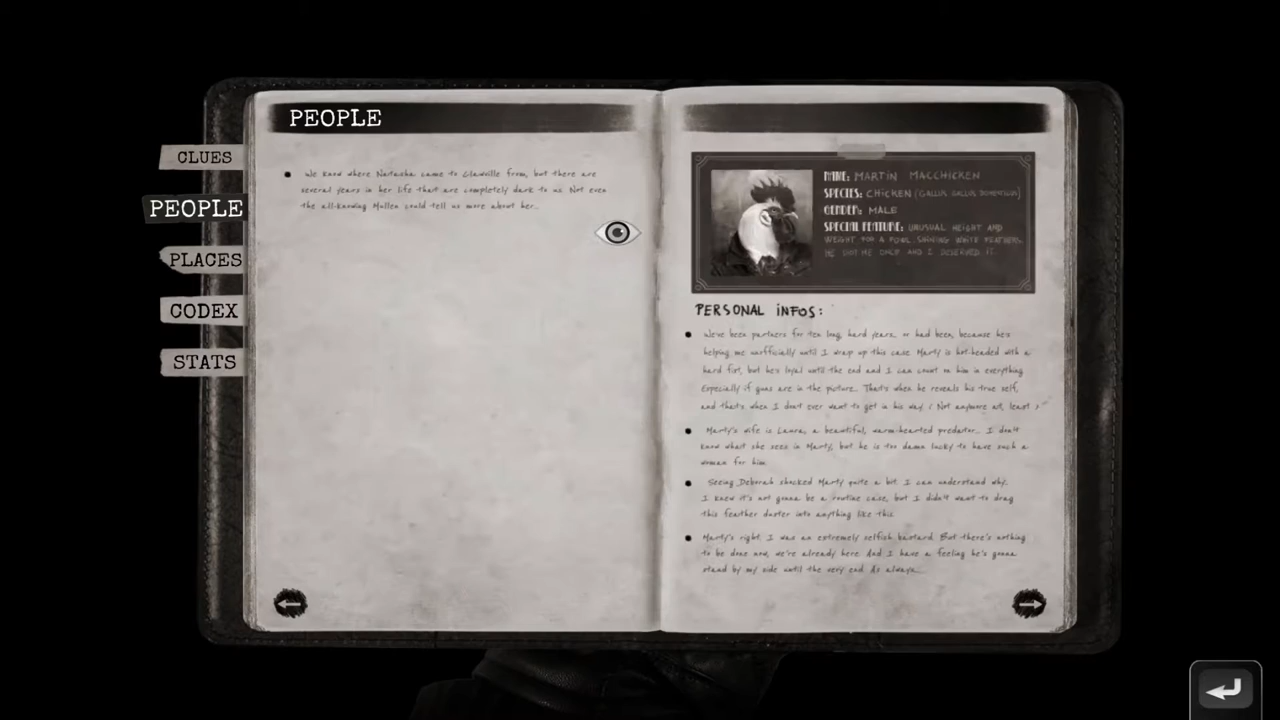 PEOPLE
CLUES
PEOPLE
PLACES
CODEX
STATS
We know where Natasha came to Clawville from, but there are
several years in her life that are completely dark to us. Not even
the all-knowing Mullen could tell us more about her...
NAME: MARTIN MACCHICKEN
SPECIES: CHICKEN (GALLUS GALLUS DOMESTICUS)
GENDER: MALE
SPECIAL FEATURE: UNUSUAL HEIGHT AND
WEIGHT FOR A FOWL. SHINING WHITE FEATHERS.
HE SHOT ME ONCE AND I DESERVED IT.
PERSONAL INFOS:
We've been partners for ten long, hard years... or had been, because he's
helping me unofficially until I wrap up this case. Marty is hot-headed with a
hard fist, but he's loyal until the end and I can count on him in everything.
Especially if guns are in the picture... That's when he reveals his true self,
and that's when I don't ever want to get in his way. (Not anymore at, least)
Marty's wife is Laura, a beautiful, warm-hearted predator... I don't
know what she sees in Marty, but he is too damn lucky to have such a
woman for him.
Seeing Deborah shocked Marty quite a bit. I can understand why.
I knew it's not gonna be a routine case, but I didn't want to drag
this feather duster into anything like this.
Marty's right. I was an extremely selfish bastard. But there's nothing
to be done now, we're already here. And I have a feeling he's gonna
stand by my side until the very end. As always...